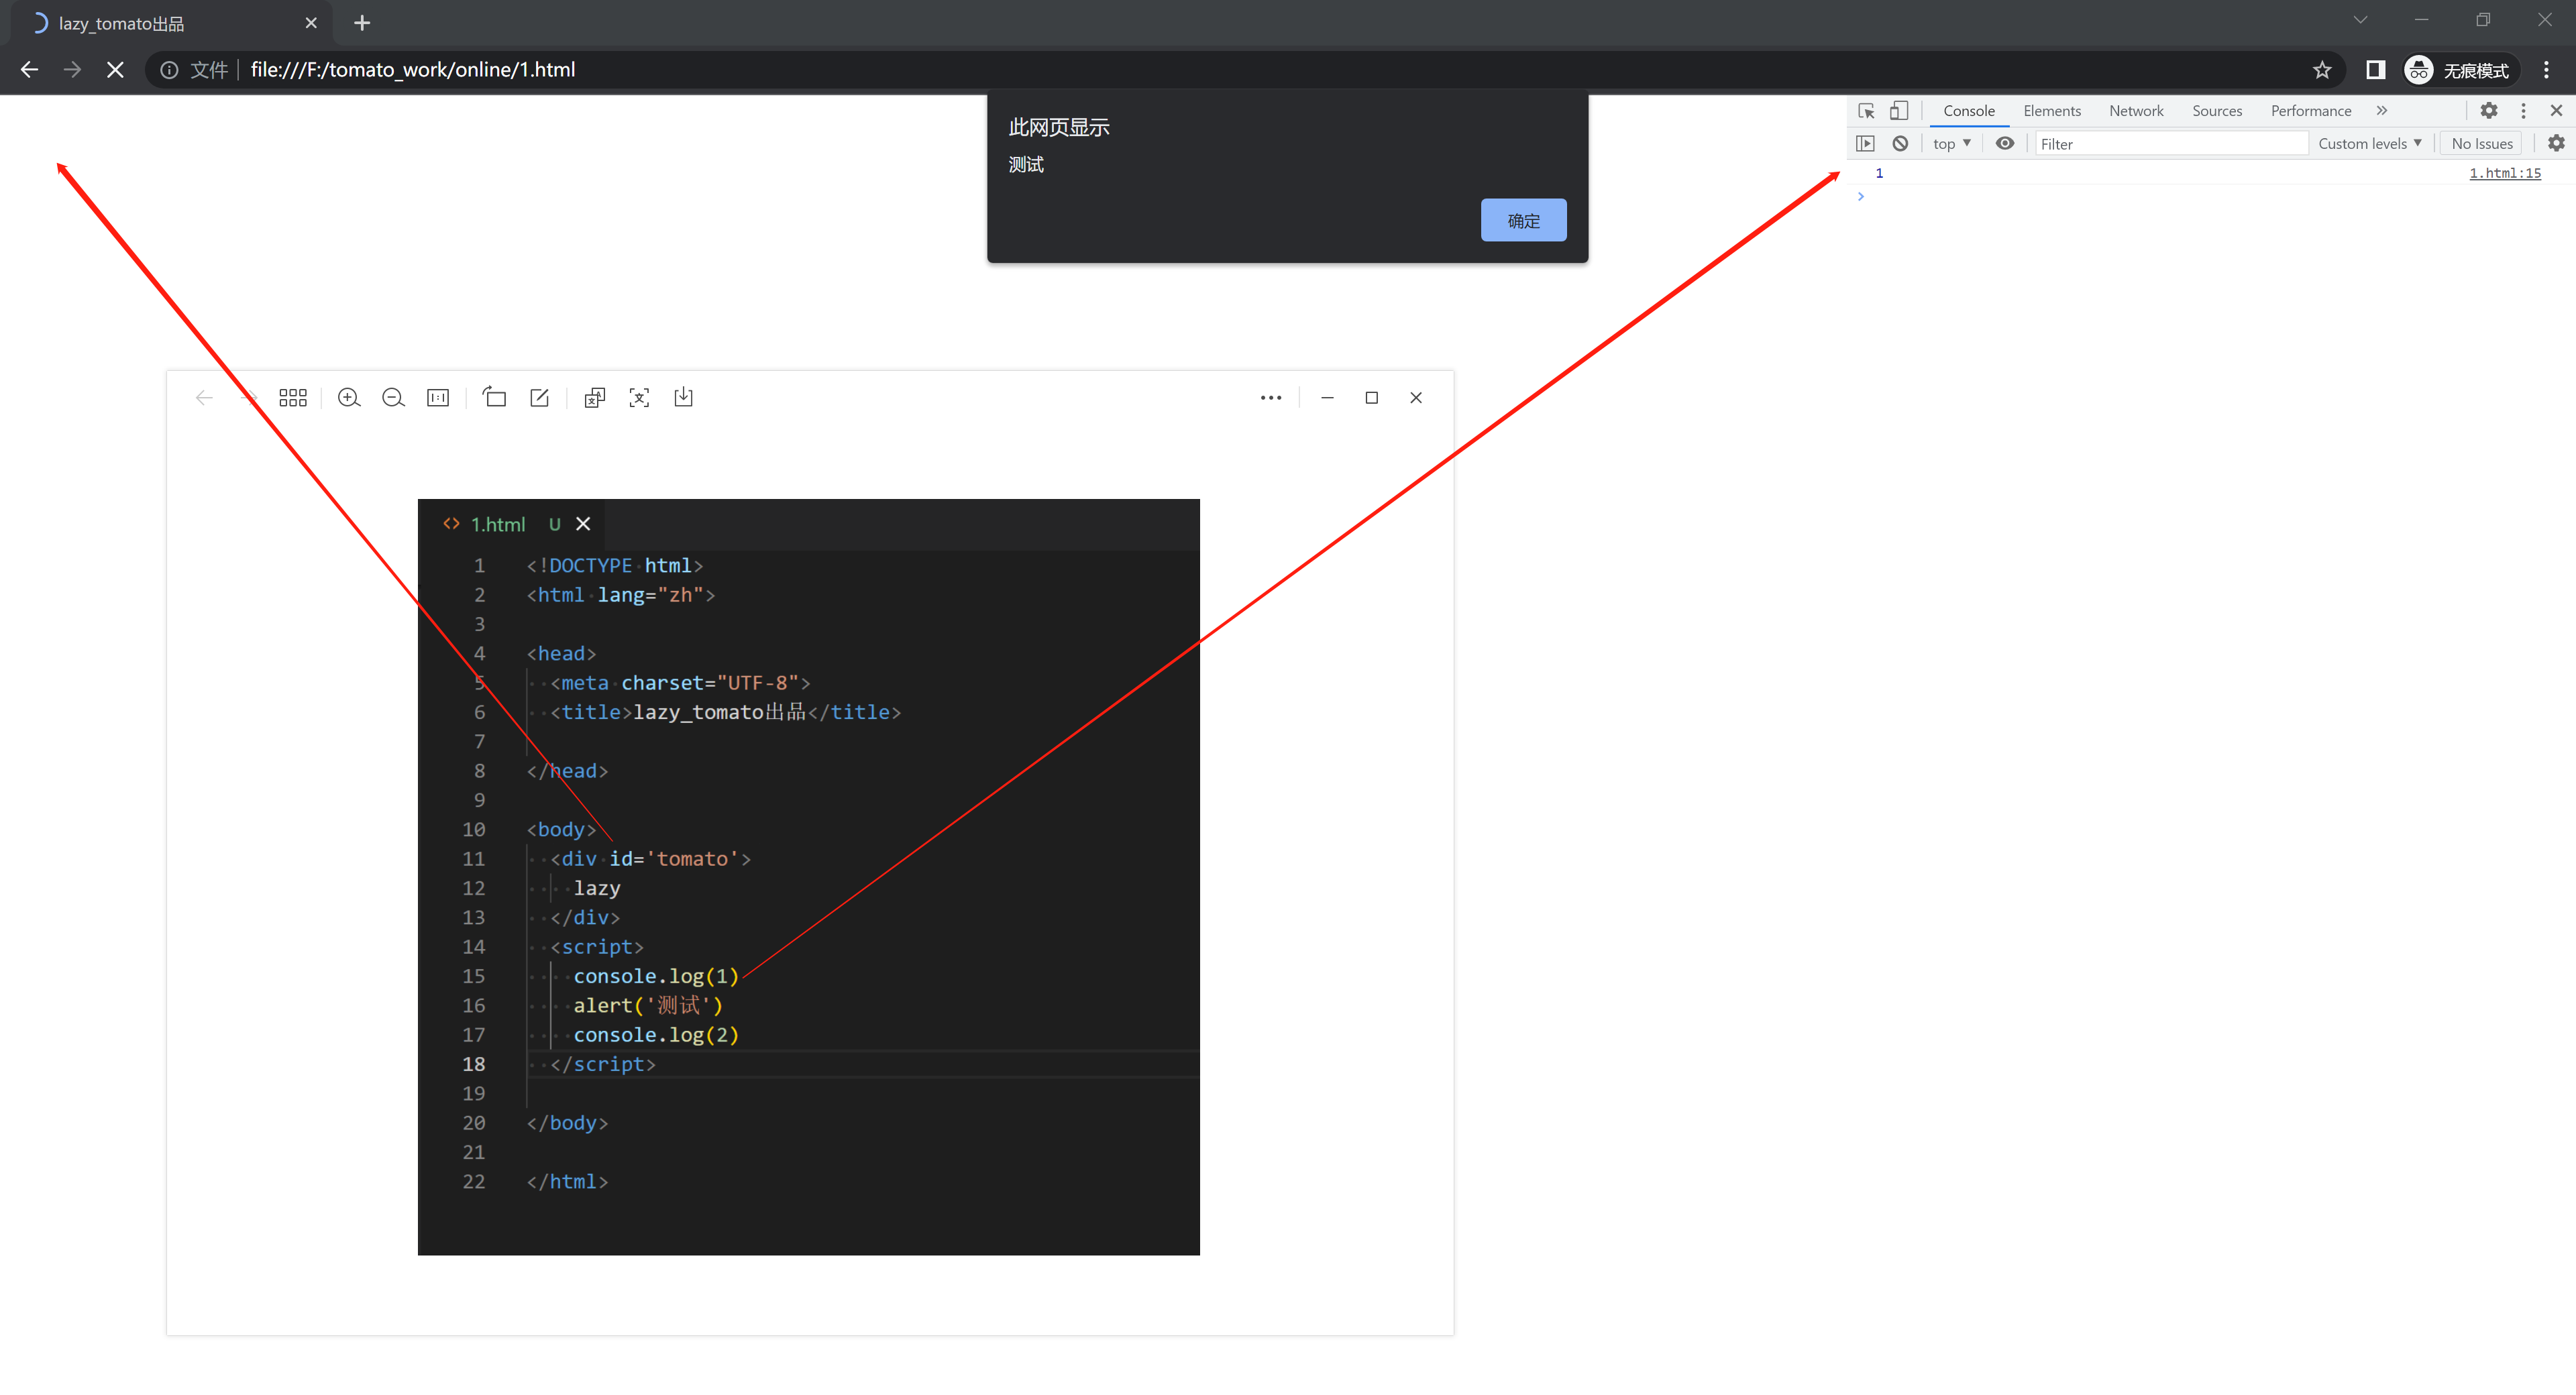 lazy_tomato出品
文件 file:///F:/tomato_work/online/1.html 无痕模式
此网页显示
测试
确定
Console Elements Network Sources Performance
top Filter Custom levels No Issues
1 1.html:15
1:1
1.html U
1 <!DOCTYPE html>
2 <html lang="zh">
3
4 <head>
5 <meta charset="UTF-8">
6 <title>lazy_tomato出品</title>
7
8 </head>
9
10 <body>
11 <div id='tomato'>
12 lazy
13 </div>
14 <script>
15 console.log(1)
16 alert('测试')
17 console.log(2)
18 </script>
19
20 </body>
21
22 </html>